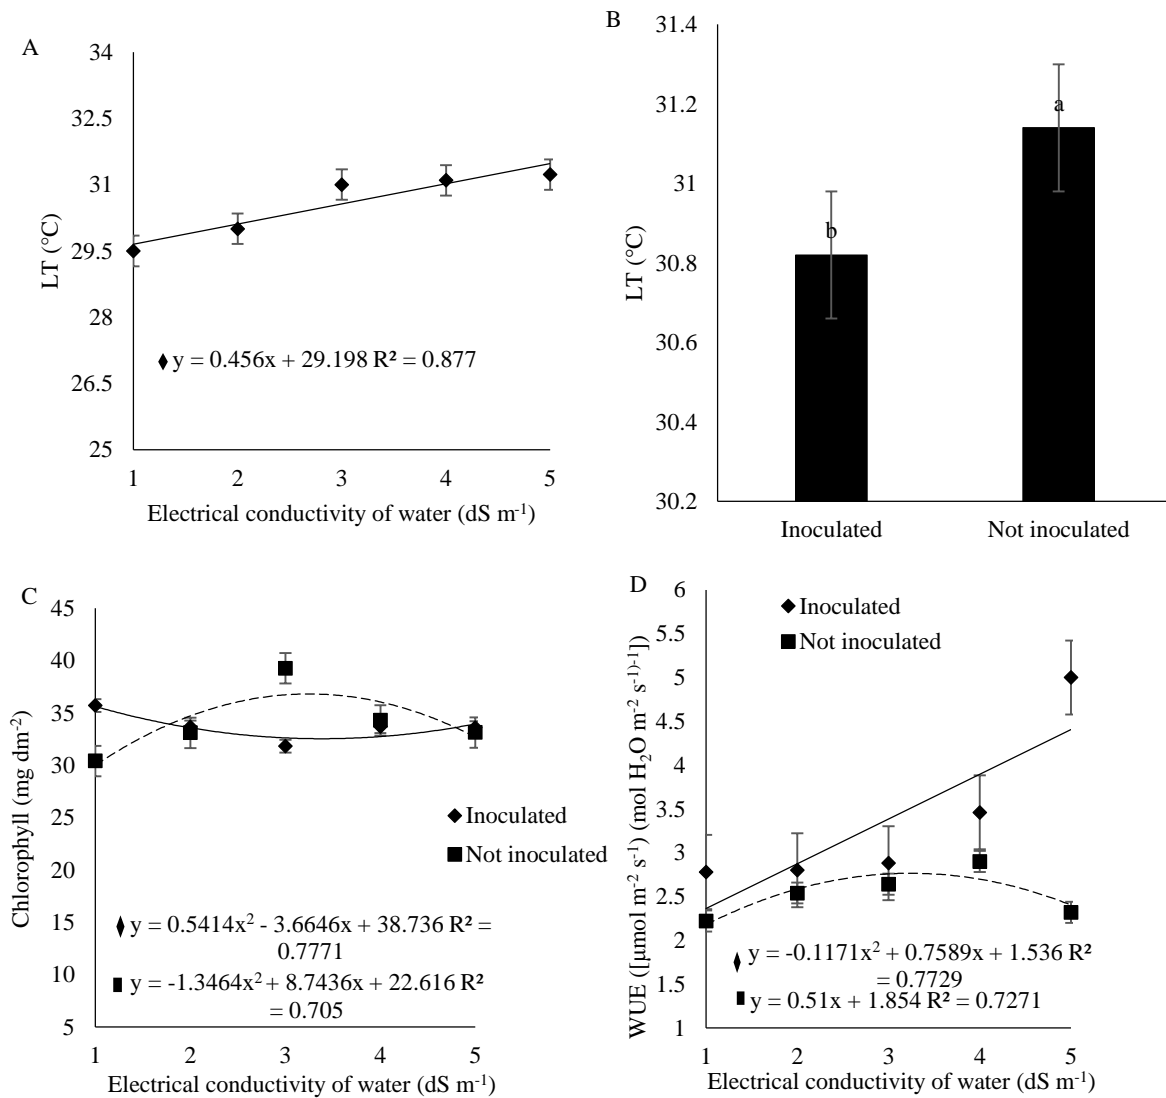 A
34
32.5
31
29.5
28
26.5
25
LT (°C)
y = 0.456x + 29.198 R² = 0.877
1 2 3 4 5
Electrical conductivity of water (dS m-1)
B
31.4
31.2
31
30.8
30.6
30.4
30.2
LT (°C)
b
a
Inoculated Not inoculated
C
45
40
35
30
25
20
15
10
5
Chlorophyll (mg dm-2)
Inoculated
Not inoculated
y = 0.5414x2 - 3.6646x + 38.736 R² =
0.7771
y = -1.3464x2 + 8.7436x + 22.616 R²
= 0.705
1 2 3 4 5
Electrical conductivity of water (dS m-1)
D
6
5.5
5
4.5
4
3.5
3
2.5
2
1.5
1
WUE ([µmol m-2 s-1) (mol H2O m-2 s-1)-1])
Inoculated
Not inoculated
y = -0.1171x2 + 0.7589x + 1.536 R²
= 0.7729
y = 0.51x + 1.854 R² = 0.7271
1 2 3 4 5
Electrical conductivity of water (dS m-1)